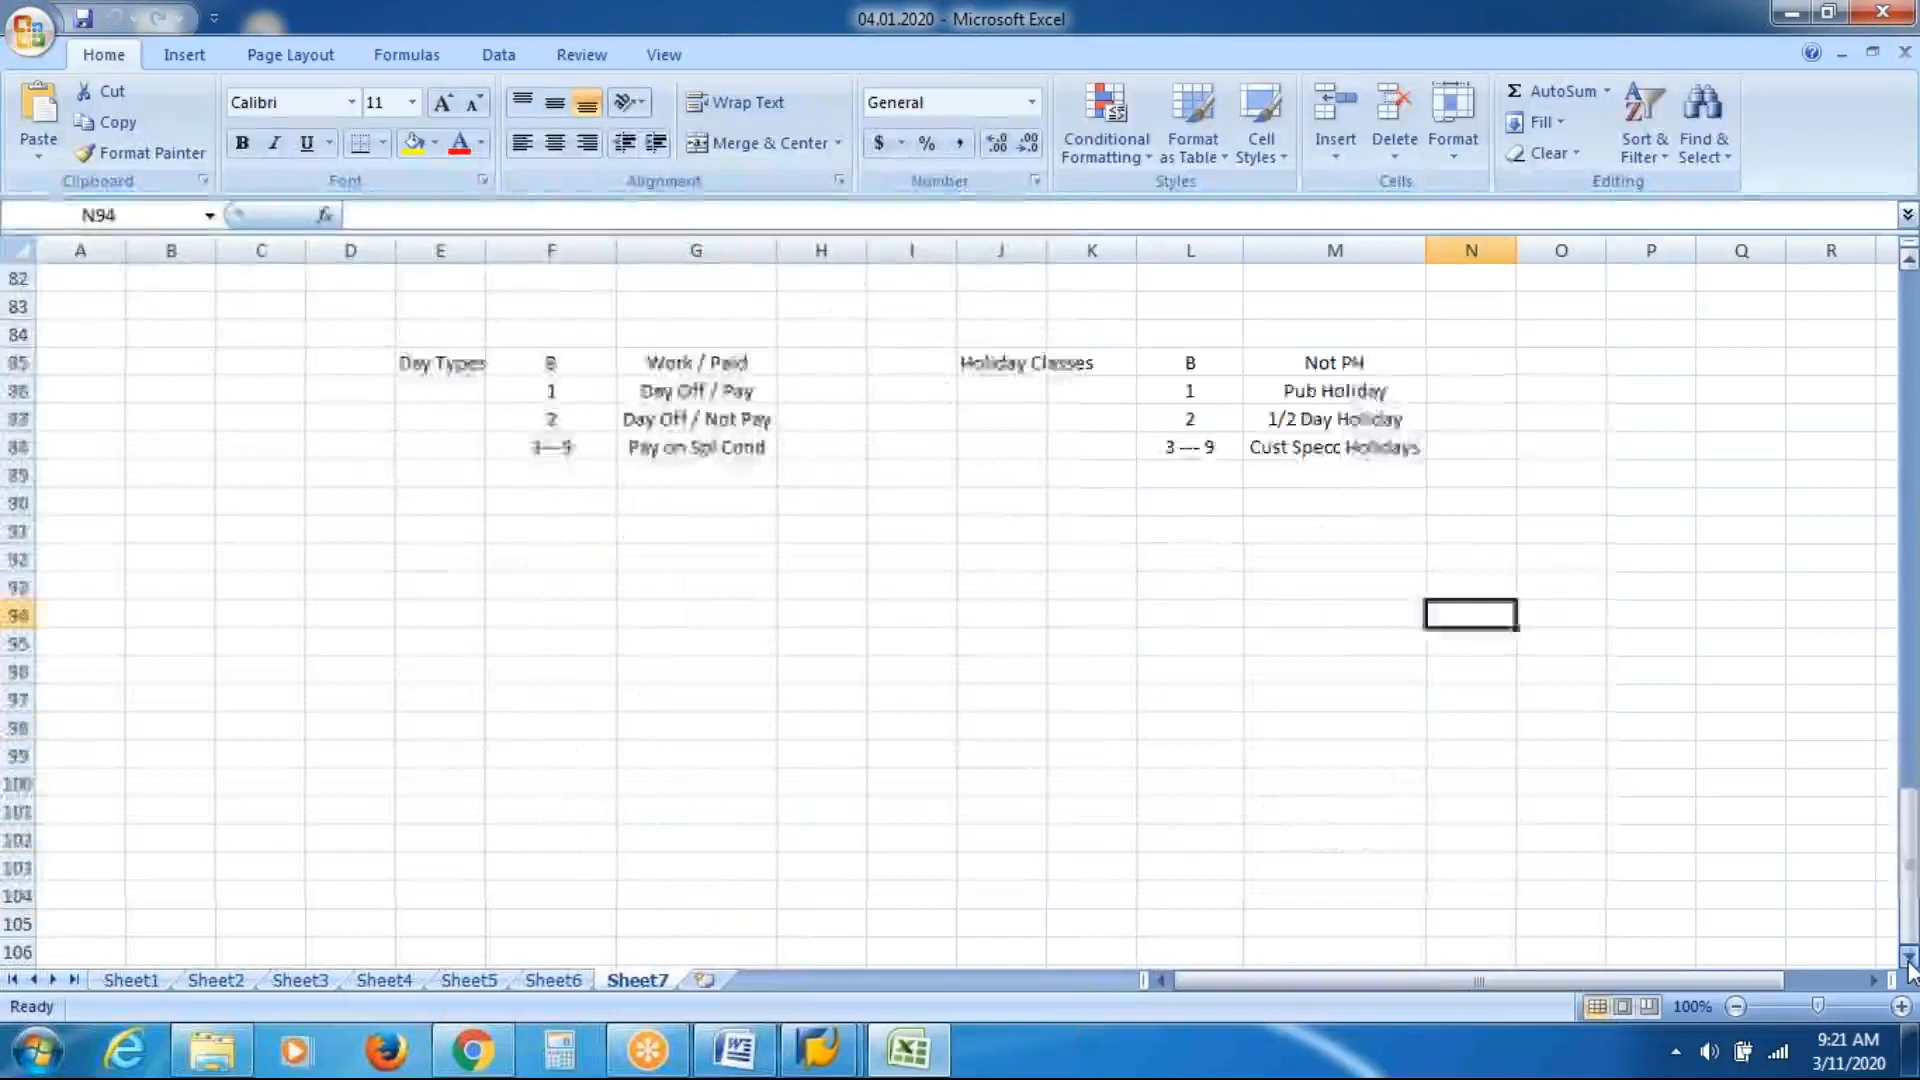 04.01.2020 - Microsoft Excel
Home Insert Page Layout Formulas Data Review View
Paste Cut Copy Format Painter Clipboard
Calibri 11 B I U Font
Wrap Text Merge & Center Alignment
General $ % , Number
Conditional Formatting Format as Table Cell Styles Styles
Insert Delete Format Cells
Σ AutoSum Fill Clear Sort & Filter Find & Select Editing
N94 fx
A B C D E F G H I J K L M N O P Q R
82
83
84
85 Day Types B Work / Paid Holiday Classes B Not PH
86 1 Day Off / Pay 1 Pub Holiday
87 2 Day Off / Not Pay 2 1/2 Day Holiday
88 3---9 Pay on Spl Cond 3 --- 9 Cust Specc Holidays
89
90
91
92
93
94
95
96
97
98
99
100
101
102
103
104
105
106
Sheet1 Sheet2 Sheet3 Sheet4 Sheet5 Sheet6 Sheet7
Ready 100%
9:21 AM
3/11/2020